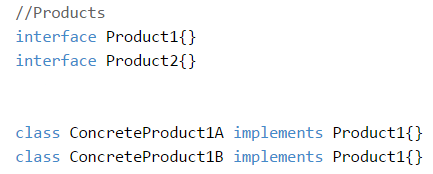 //Products
interface Product1{}
interface Product2{}
class ConcreteProduct1A implements Product1{}
class ConcreteProduct1B implements Product1{}